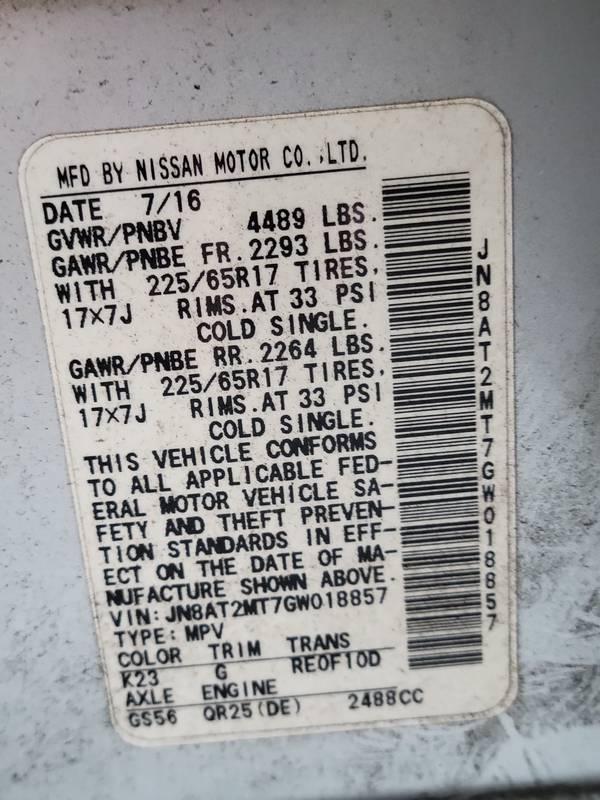 MFD BY NISSAN MOTOR CO.,LTD.
DATE 7/16
GVWR/PNBV 4489 LBS.
GAWR/PNBE FR.2293 LBS.
WITH 225/65R17 TIRES,
17×7J RIMS.AT 33 PSI
COLD SINGLE.
GAWR/PNBE RR.2264 LBS.
WITH 225/65R17 TIRES,
17×7J RIMS.AT 33 PSI
COLD SINGLE.
THIS VEHICLE CONFORMS
TO ALL APPLICABLE FED-
ERAL MOTOR VEHICLE SA-
FETY AND THEFT PREVEN-
TION STANDARDS IN EFF-
ECT ON THE DATE OF MA-
NUFACTURE SHOWN ABOVE.
VIN:JN8AT2MT7GW018857
TYPE:MPV
COLOR TRIM TRANS
K23 G RE0F10D
AXLE ENGINE
GS56 QR25(DE) 2488CC
JN8AT2MT7GW018857